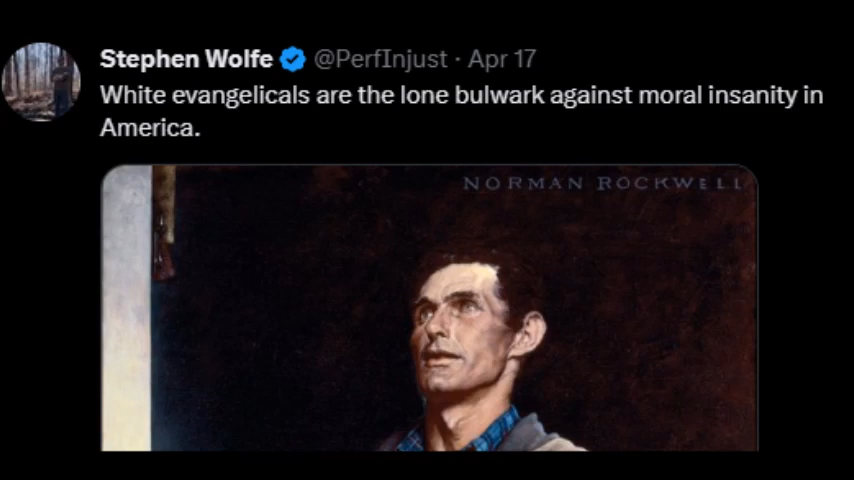 Stephen Wolfe @PerfInjust · Apr 17
White evangelicals are the lone bulwark against moral insanity in
America.
NORMAN ROCKWELL